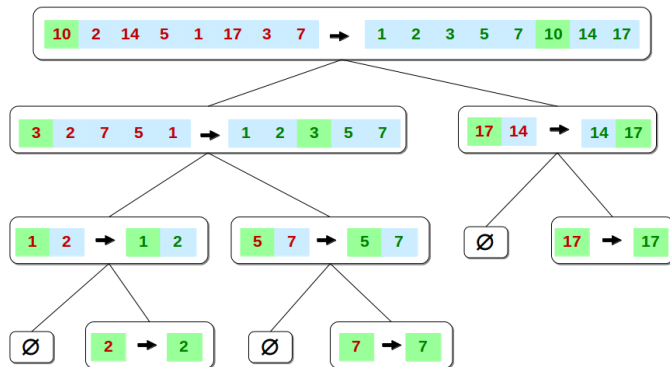 10 2 14 5 1 17 3 7 → 1 2 3 5 7 10 14 17
3 2 7 5 1 → 1 2 3 5 7
17 14 → 14 17
1 2 → 1 2
5 7 → 5 7
∅
17 → 17
∅
2 → 2
∅
7 → 7